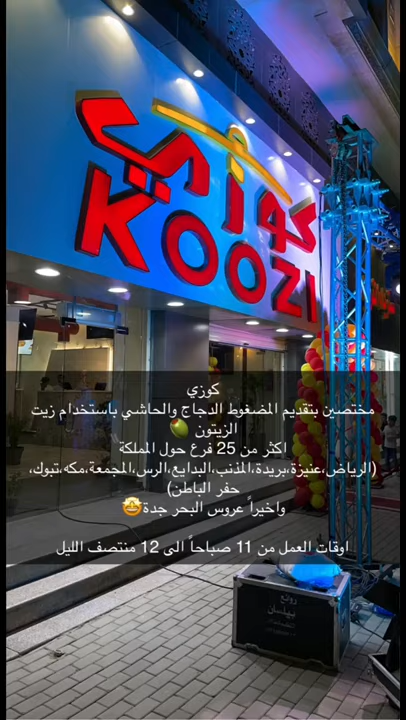 كوزي
KOOZI
كوزي
مختصين بتقديم المضغوط الدجاج والحاشي باستخدام زيت
الزيتون 🫒
اكثر من 25 فرع حول المملكة
(الرياض،عنيزة،بريدة،المذنب،البدايع،الرس،المجمعة،مكه،تبوك،
حفر الباطن)
واخيراً عروس البحر جدة🤩
اوقات العمل من 11 صباحاً الى 12 منتصف الليل
روائع
بيلسان